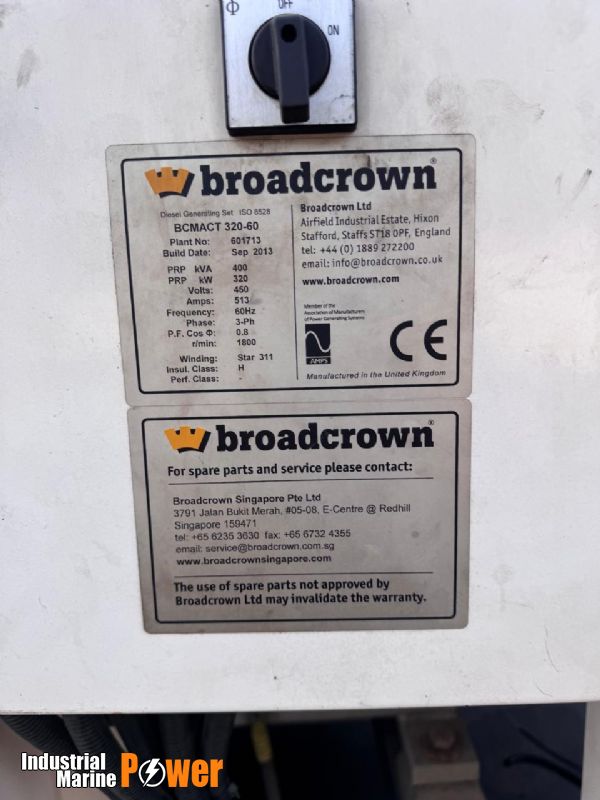 Φ
OFF
ON
broadcrown®
Diesel Generating Set ISO 8528
BCMACT 320-60
Plant No: 601713
Build Date: Sep 2013
PRP kVA 400
PRP kW 320
Volts: 450
Amps: 513
Frequency: 60Hz
Phase: 3-Ph
P.F. Cos Φ: 0.8
r/min: 1800
Winding: Star 311
Insul. Class: H
Perf. Class: -
Broadcrown Ltd
Airfield Industrial Estate, Hixon
Stafford, Staffs ST18 0PF, England
tel: +44 (0) 1889 272200
email: info@broadcrown.co.uk
www.broadcrown.com
Member of the
Association of Manufacturers
of Power Generating Systems
AMPS
CE
Manufactured in the United Kingdom
broadcrown®
For spare parts and service please contact:
Broadcrown Singapore Pte Ltd
3791 Jalan Bukit Merah, #05-08, E-Centre @ Redhill
Singapore 159471
tel: +65 6235 3630 fax: +65 6732 4355
email: service@broadcrown.com.sg
www.broadcrownsingapore.com
The use of spare parts not approved by
Broadcrown Ltd may invalidate the warranty.
Industrial
Marine POWer